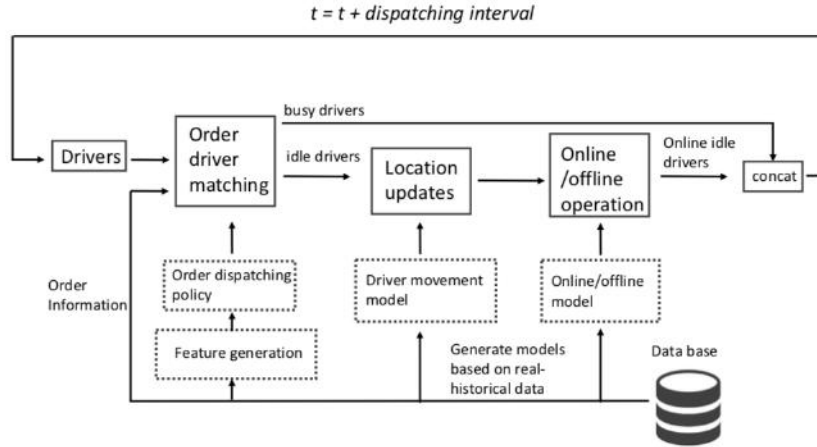 t = t + dispatching interval
busy drivers
Drivers
Order
driver
matching
idle drivers
Location
updates
Online
/offline
operation
Online idle
drivers
concat
Order
Information
Order dispatching
policy
Driver movement
model
Online/offline
model
Feature generation
Generate models
based on real-
historical data
Data base